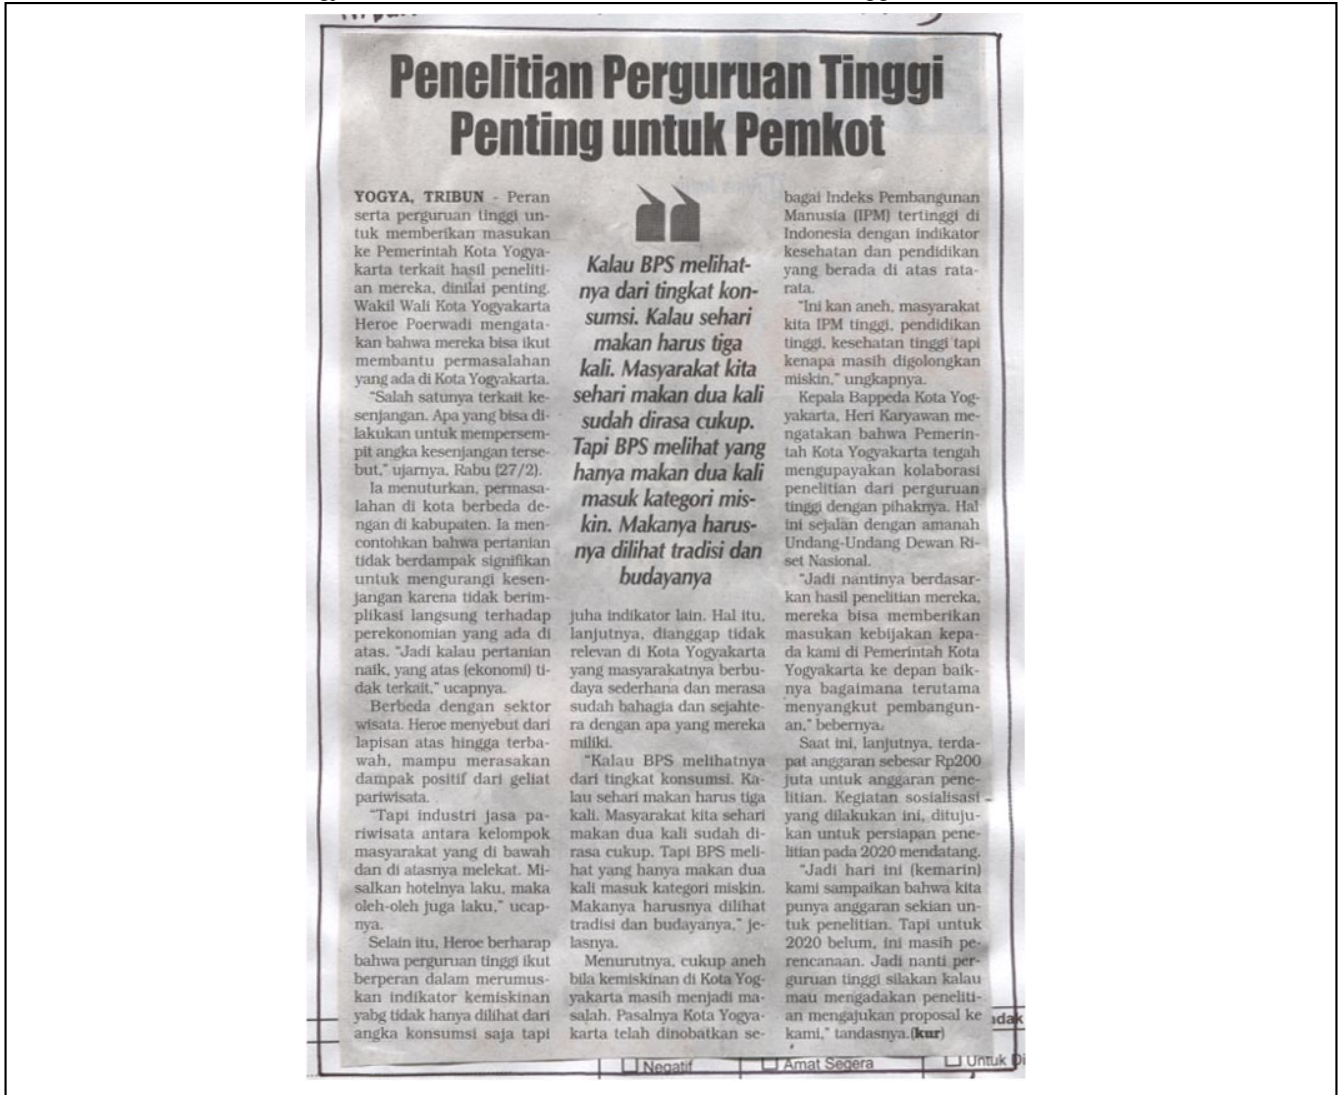 Penelitian Perguruan Tinggi
Penting untuk Pemkot
YOGYA, TRIBUN - Peran
serta perguruan tinggi un-
tuk memberikan masukan
ke Pemerintah Kota Yogya-
karta terkait hasil peneliti-
an mereka, dinilai penting.
Wakil Wali Kota Yogyakarta
Heroe Poerwadi mengata-
kan bahwa mereka bisa ikut
membantu permasalahan
yang ada di Kota Yogyakarta.
“Salah satunya terkait ke-
senjangan. Apa yang bisa di-
lakukan untuk mempersem-
pit angka kesenjangan terse-
but,” ujarnya, Rabu (27/2).
Ia menuturkan, permasa-
lahan di kota berbeda de-
ngan di kabupaten. Ia men-
contohkan bahwa pertanian
tidak berdampak signifikan
untuk mengurangi kesen-
jangan karena tidak berim-
plikasi langsung terhadap
perekonomian yang ada di
atas. “Jadi kalau pertanian
naik, yang atas (ekonomi) ti-
dak terkait,” ucapnya.
Berbeda dengan sektor
wisata. Heroe menyebut dari
lapisan atas hingga terba-
wah, mampu merasakan
dampak positif dari geliat
pariwisata.
“Tapi industri jasa pa-
riwisata antara kelompok
masyarakat yang di bawah
dan di atasnya melekat. Mi-
salkan hotelnya laku, maka
oleh-oleh juga laku,” ucap-
nya.
Selain itu, Heroe berharap
bahwa perguruan tinggi ikut
berperan dalam merumus-
kan indikator kemiskinan
yabg tidak hanya dilihat dari
angka konsumsi saja tapi
Kalau BPS melihat-
nya dari tingkat kon-
sumsi. Kalau sehari
makan harus tiga
kali. Masyarakat kita
sehari makan dua kali
sudah dirasa cukup.
Tapi BPS melihat yang
hanya makan dua kali
masuk kategori mis-
kin. Makanya harus-
nya dilihat tradisi dan
budayanya
juha indikator lain. Hal itu,
lanjutnya, dianggap tidak
relevan di Kota Yogyakarta
yang masyarakatnya berbu-
daya sederhana dan merasa
sudah bahagia dan sejahte-
ra dengan apa yang mereka
miliki.
“Kalau BPS melihatnya
dari tingkat konsumsi. Ka-
lau sehari makan harus tiga
kali. Masyarakat kita sehari
makan dua kali sudah di-
rasa cukup. Tapi BPS meli-
hat yang hanya makan dua
kali masuk kategori miskin.
Makanya harusnya dilihat
tradisi dan budayanya,” je-
lasnya.
Menurutnya, cukup aneh
bila kemiskinan di Kota Yog-
yakarta masih menjadi ma-
salah. Pasalnya Kota Yogya-
karta telah dinobatkan se-
bagai Indeks Pembangunan
Manusia (IPM) tertinggi di
Indonesia dengan indikator
kesehatan dan pendidikan
yang berada di atas rata-
rata.
“Ini kan aneh, masyarakat
kita IPM tinggi, pendidikan
tinggi, kesehatan tinggi tapi
kenapa masih digolongkan
miskin,” ungkapnya.
Kepala Bappeda Kota Yog-
yakarta, Heri Karyawan me-
ngatakan bahwa Pemerin-
tah Kota Yogyakarta tengah
mengupayakan kolaborasi
penelitian dari perguruan
tinggi dengan pihaknya. Hal
ini sejalan dengan amanah
Undang-Undang Dewan Ri-
set Nasional.
“Jadi nantinya berdasar-
kan hasil penelitian mereka,
mereka bisa memberikan
masukan kebijakan kepa-
da kami di Pemerintah Kota
Yogyakarta ke depan baik-
nya bagaimana terutama
menyangkut pembangun-
an,” bebernya.
Saat ini, lanjutnya, terda-
pat anggaran sebesar Rp200
juta untuk anggaran pene-
litian. Kegiatan sosialisasi
yang dilakukan ini, dituju-
kan untuk persiapan pene-
litian pada 2020 mendatang.
“Jadi hari ini (kemarin)
kami sampaikan bahwa kita
punya anggaran sekian un-
tuk penelitian. Tapi untuk
2020 belum, ini masih pe-
rencanaan. Jadi nanti per-
guruan tinggi silakan kalau
mau mengadakan peneliti-
an mengajukan proposal ke
kami,” tandasnya.(kur)
Negatif
Amat Segera
Untuk